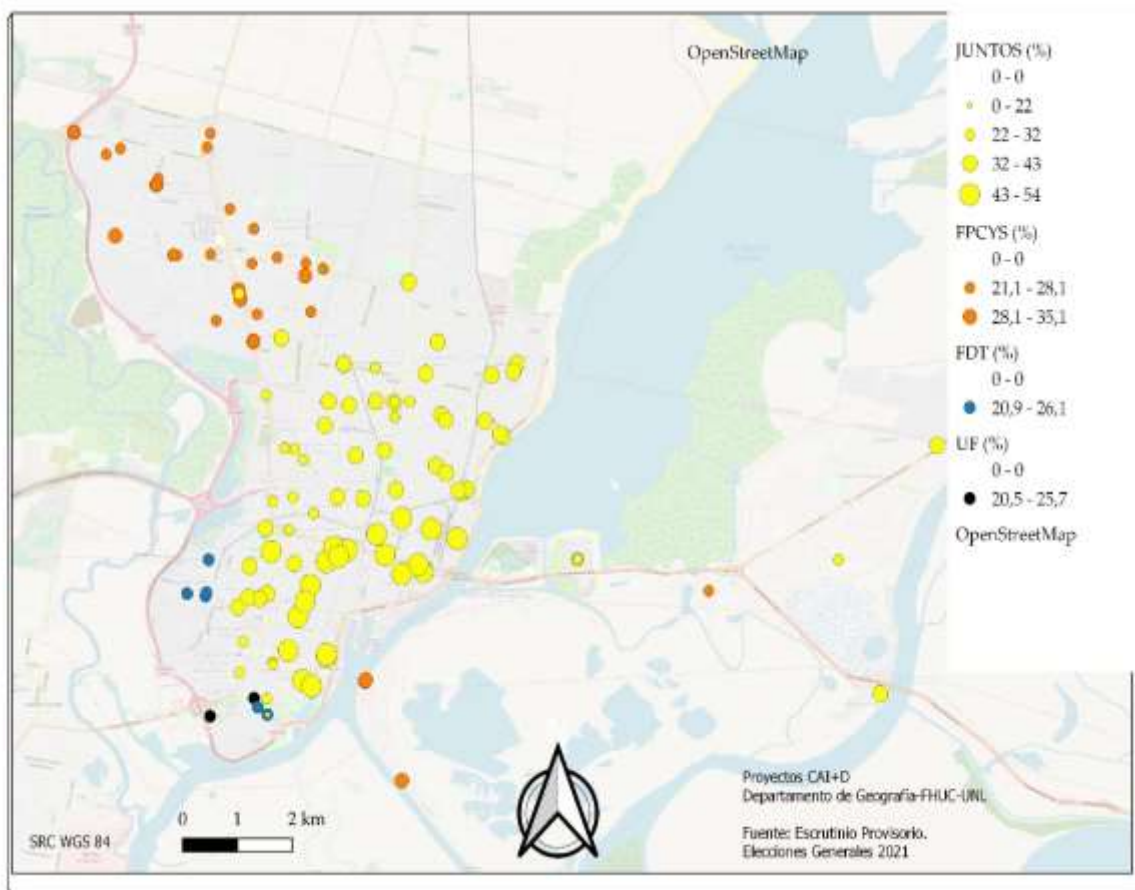 OpenStreetMap
JUNTOS (%)
0 - 0
0 - 22
22 - 32
32 - 43
43 - 54
FPCYS (%)
0 - 0
21,1 - 28,1
28,1 - 35,1
FDT (%)
0 - 0
20,9 - 26,1
UF (%)
0 - 0
20,5 - 25,7
OpenStreetMap
SRC WGS 84
0 1 2 km
Proyectos CAI+D
Departamento de Geografía-FHUC-UNL
Fuente: Escrutinio Provisorio.
Elecciones Generales 2021